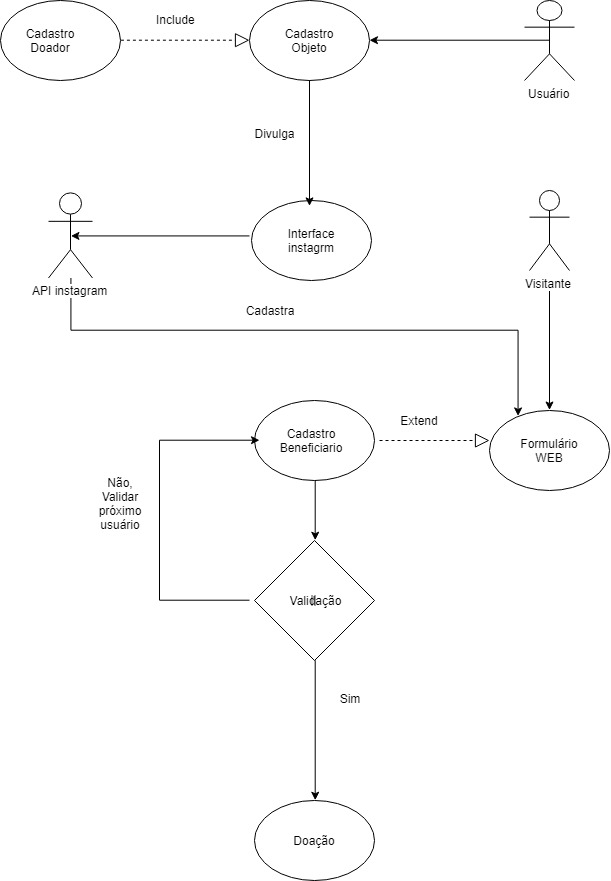 Include
Cadastro
Doador
Cadastro
Objeto
Usuário
Divulga
Interface
instagrm
API instagram
Visitante
Cadastra
Cadastro
Beneficiario
Extend
Formulário
WEB
Não,
Validar
próximo
usuário
Validação
Sim
Doação